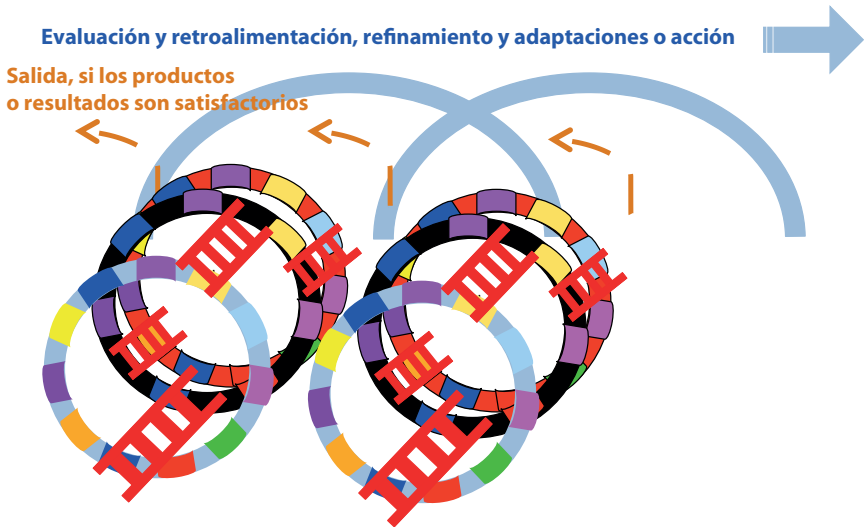 Evaluación y retroalimentación, refinamiento y adaptaciones o acción
Salida, si los productos
o resultados son satisfactorios